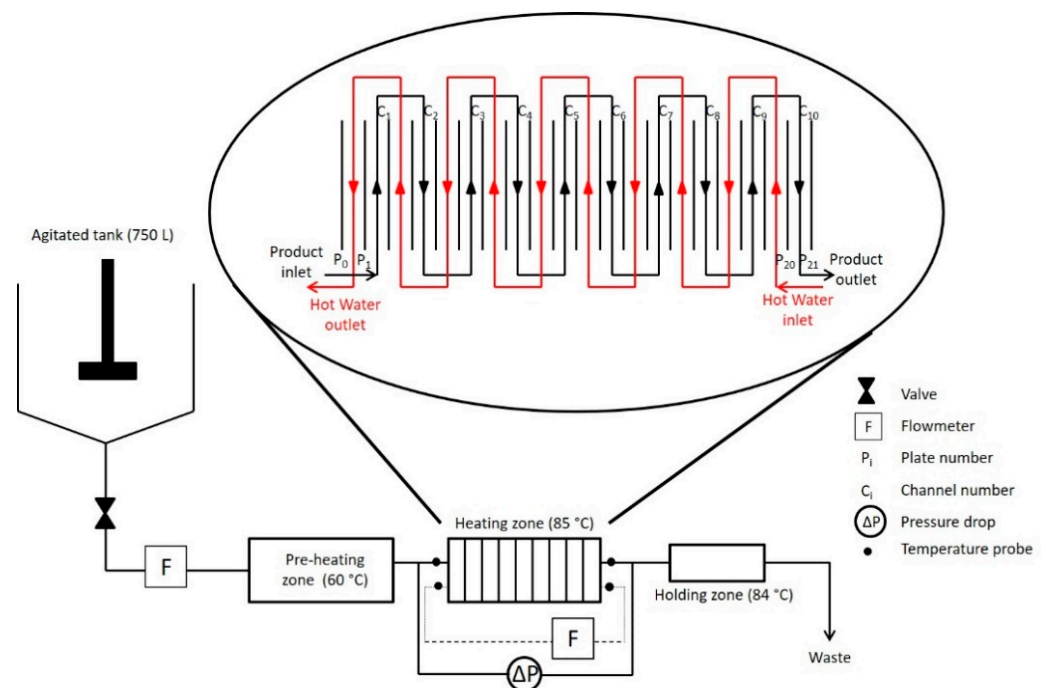 C1 C2 C3 C4 C5 C6 C7 C8 C9 C10
Agitated tank (750 L)
Product
inlet
P0 P1
P20 P21
Product
outlet
Hot Water
outlet
Hot Water
inlet
Valve
F Flowmeter
Pi Plate number
Ci Channel number
ΔP Pressure drop
Temperature probe
Heating zone (85 °C)
F
Pre-heating
zone (60 °C)
Holding zone (84 °C)
F
ΔP
Waste